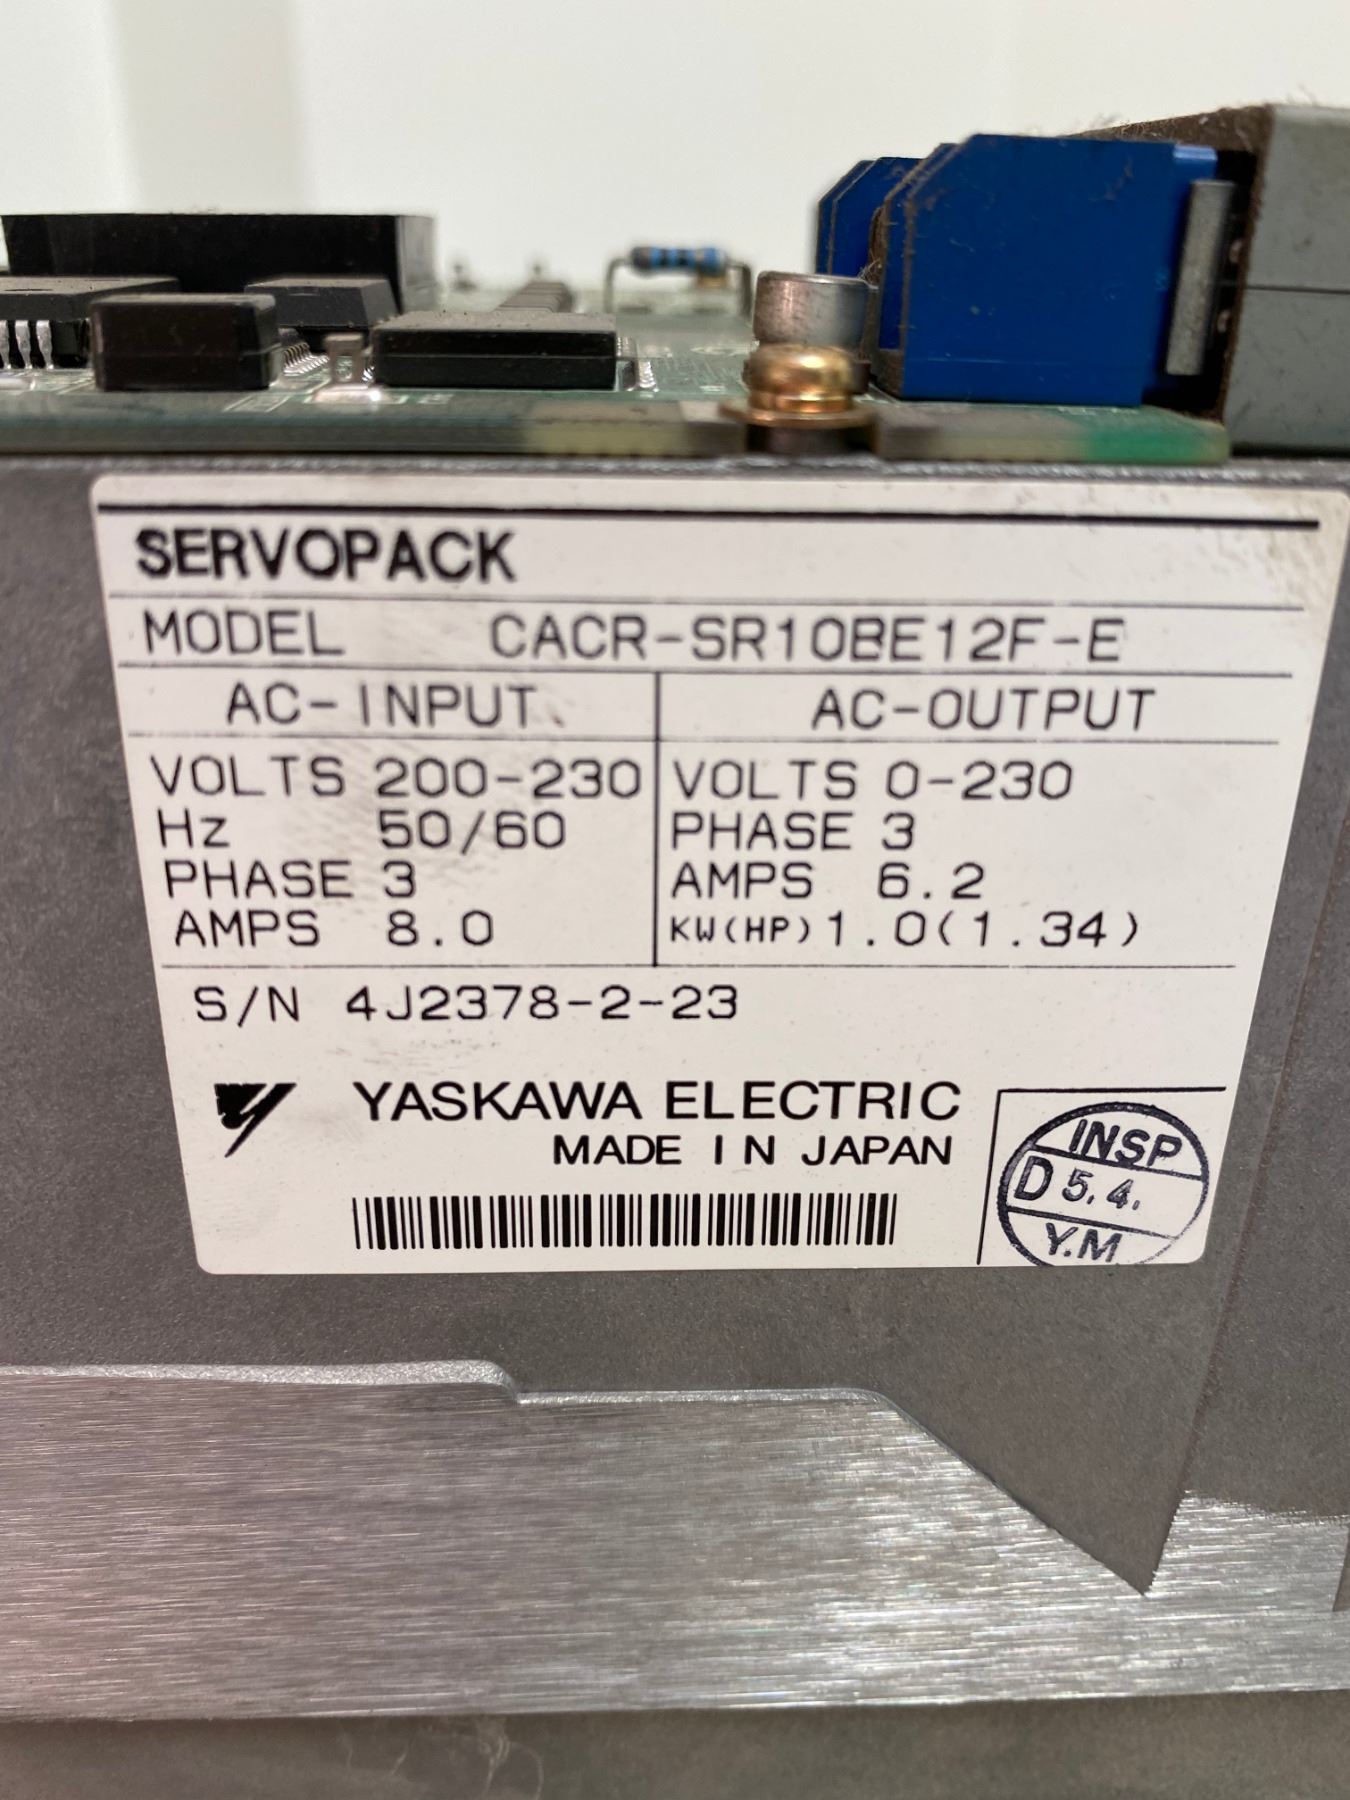 SERVOPACK
MODEL CACR-SR10BE12F-E
AC-INPUT AC-OUTPUT
VOLTS 200-230 VOLTS 0-230
Hz 50/60 PHASE 3
PHASE 3 AMPS 6.2
AMPS 8.0 KW(HP) 1.0(1.34)
S/N 4J2378-2-23
YASKAWA ELECTRIC
MADE IN JAPAN
INSP
D 5.4.
Y.M